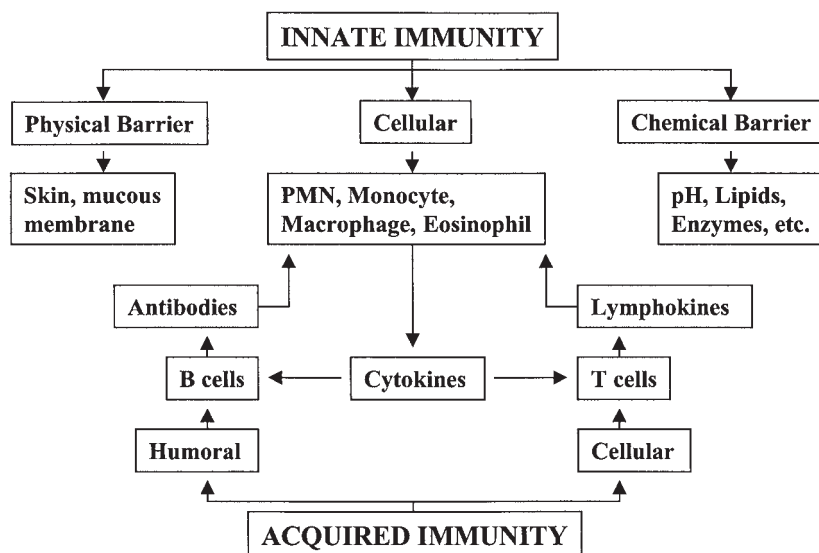 INNATE IMMUNITY
Physical Barrier
Cellular
Chemical Barrier
Skin, mucous
membrane
PMN, Monocyte,
Macrophage, Eosinophil
pH, Lipids,
Enzymes, etc.
Antibodies
Lymphokines
B cells
Cytokines
T cells
Humoral
Cellular
ACQUIRED IMMUNITY